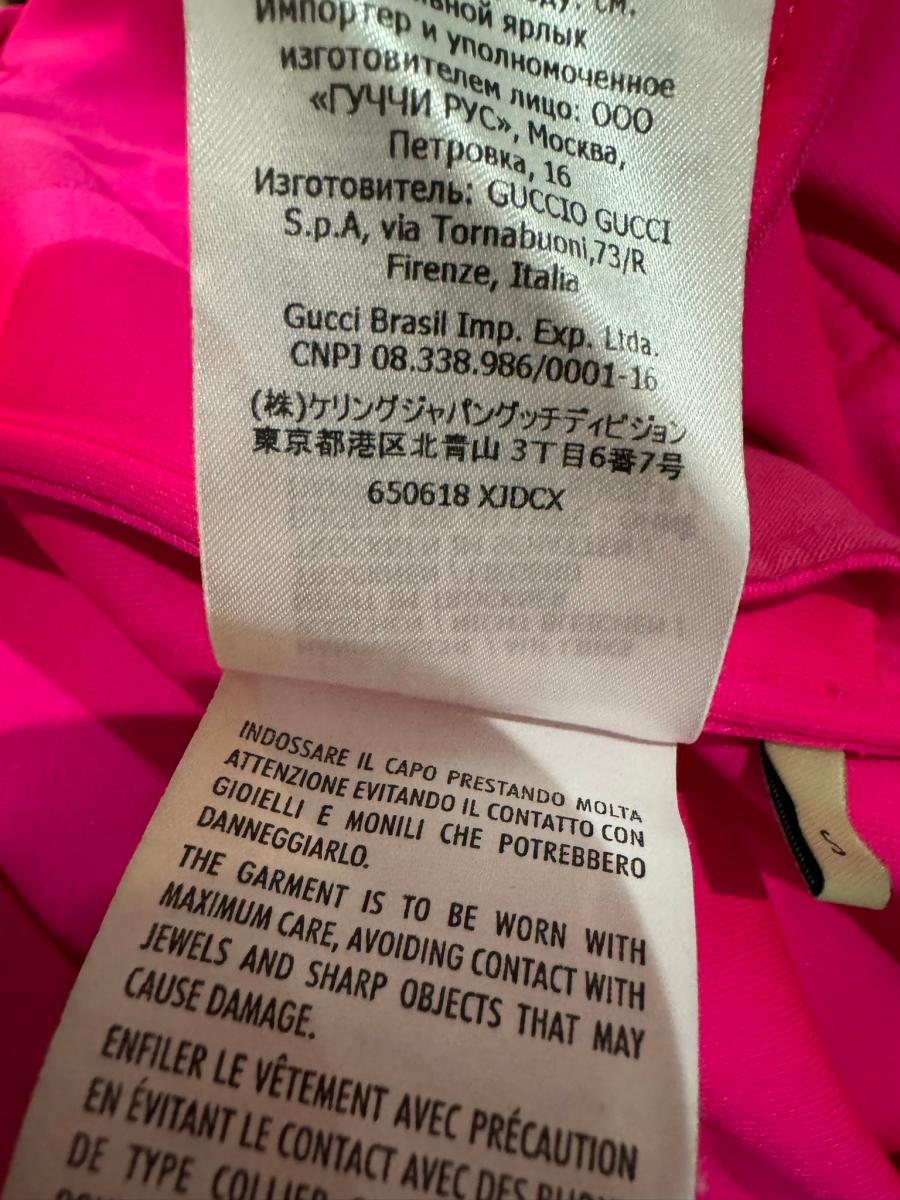 см.
ярлык
Импортер и уполномоченное
изготовителем лицо: ООО
«ГУЧЧИ РУС», Москва,
Петровка, 16
Изготовитель: GUCCIO GUCCI
S.p.A, via Tornabuoni,73/R
Firenze, Italia
Gucci Brasil Imp. Exp. Ltda.
CNPJ 08.338.986/0001-16
(株)ケリングジャパングッチディビジョン
東京都港区北青山 3丁目6番7号
650618 XJDCX
INDOSSARE IL CAPO PRESTANDO MOLTA
ATTENZIONE EVITANDO IL CONTATTO CON
GIOIELLI E MONILI CHE POTREBBERO
DANNEGGIARLO.
THE GARMENT IS TO BE WORN WITH
MAXIMUM CARE, AVOIDING CONTACT WITH
JEWELS AND SHARP OBJECTS THAT MAY
CAUSE DAMAGE.
ENFILER LE VÊTEMENT AVEC PRÉCAUTION
EN ÉVITANT LE CONTACT AVEC DES
DE TYPE COLLIER
S